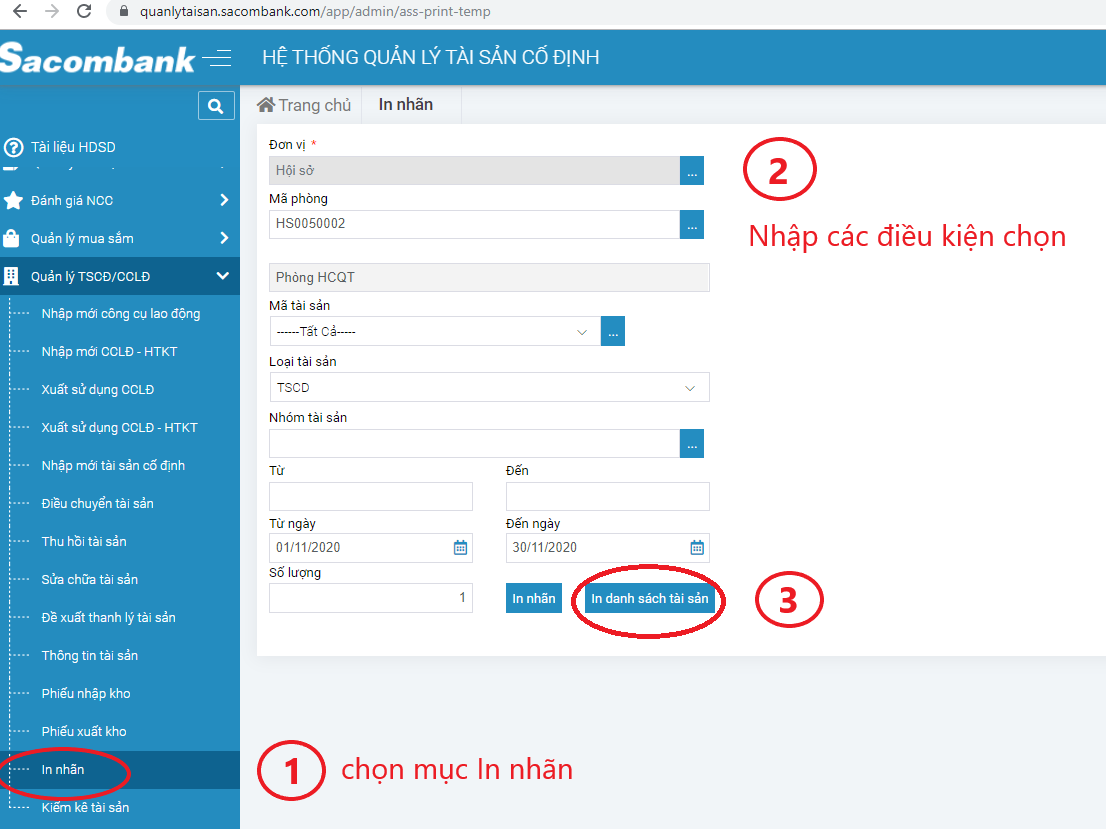 quanlytaisan.sacombank.com/app/admin/ass-print-temp
Sacombank
HỆ THỐNG QUẢN LÝ TÀI SẢN CỐ ĐỊNH
Trang chủ
In nhãn
Tài liệu HDSD
Đánh giá NCC
Quản lý mua sắm
Quản lý TSCĐ/CCLĐ
Nhập mới công cụ lao động
Nhập mới CCLĐ - HTKT
Xuất sử dụng CCLĐ
Xuất sử dụng CCLĐ - HTKT
Nhập mới tài sản cố định
Điều chuyển tài sản
Thu hồi tài sản
Sửa chữa tài sản
Đề xuất thanh lý tài sản
Thông tin tài sản
Phiếu nhập kho
Phiếu xuất kho
In nhãn
Kiểm kê tài sản
Đơn vị *
Hội sở ...
Mã phòng
HS0050002 ...
Phòng HCQT
Mã tài sản
------Tất Cả----- ...
Loại tài sản
TSCD
Nhóm tài sản
...
Từ Đến
Từ ngày Đến ngày
01/11/2020 30/11/2020
Số lượng
1 In nhãn In danh sách tài sản
2
Nhập các điều kiện chọn
3
1 chọn mục In nhãn